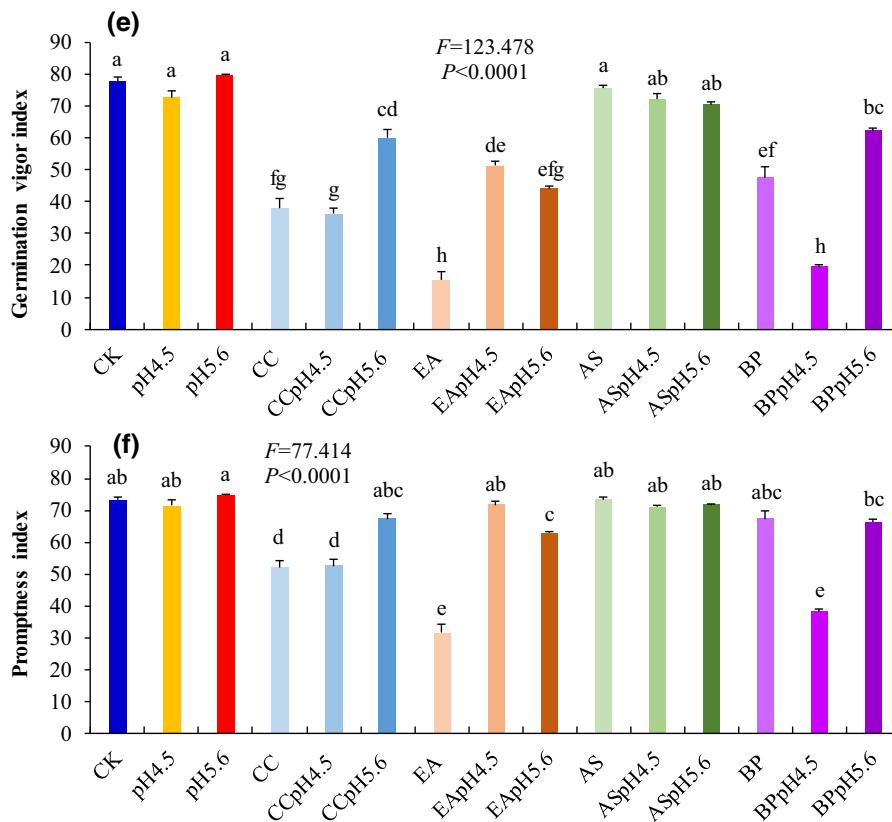 (e)
F=123.478
P<0.0001
Germination vigor index
90
80
70
60
50
40
30
20
10
0
a a a fg g cd h de efg a ab ab ef h bc
CK pH4.5 pH5.6 CC CCpH4.5 CCpH5.6 EA EApH4.5 EApH5.6 AS ASpH4.5 ASpH5.6 BP BPpH4.5 BPpH5.6
(f)
F=77.414
P<0.0001
Promptness index
90
80
70
60
50
40
30
20
10
0
ab ab a d d abc e ab c ab ab ab abc e bc
CK pH4.5 pH5.6 CC CCpH4.5 CCpH5.6 EA EApH4.5 EApH5.6 AS ASpH4.5 ASpH5.6 BP BPpH4.5 BPpH5.6